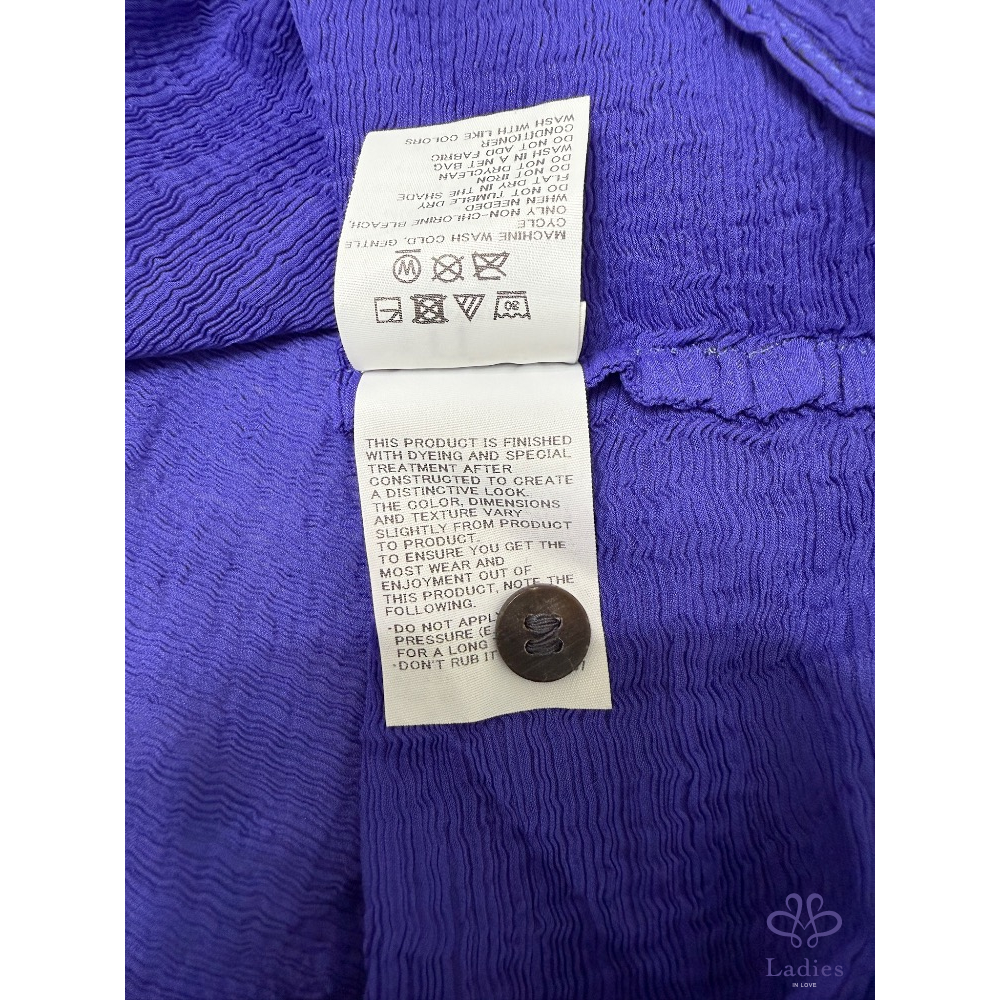 MACHINE WASH COLD, GENTLE
CYCLE
ONLY NON-CHLORINE BLEACH,
WHEN NEEDED
DO NOT TUMBLE DRY
FLAT DRY IN THE SHADE
DO NOT IRON
DO NOT DRYCLEAN
WASH IN A NET BAG
DO NOT ADD FABRIC
CONDITIONER
WASH WITH LIKE COLORS
30
W
THIS PRODUCT IS FINISHED
WITH DYEING AND SPECIAL
TREATMENT AFTER
CONSTRUCTED TO CREATE
A DISTINCTIVE LOOK.
THE COLOR, DIMENSIONS
AND TEXTURE VARY
SLIGHTLY FROM PRODUCT
TO PRODUCT.
TO ENSURE YOU GET THE
MOST WEAR AND
ENJOYMENT OUT OF
THIS PRODUCT, NOTE THE
FOLLOWING.
·DO NOT APPLY
PRESSURE
FOR A LONG
·DON'T RUB IT
Ladies
IN LOVE